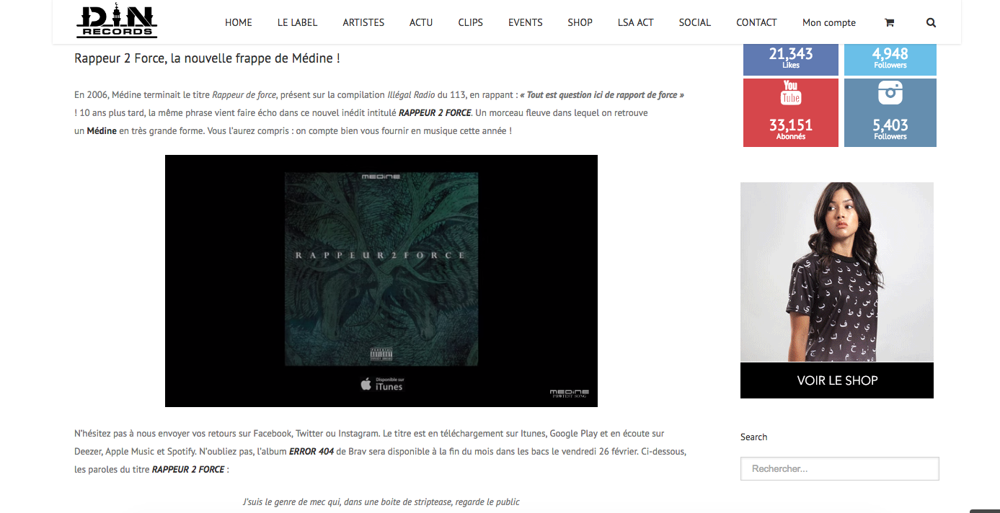 DIN
RECORDS
HOME LE LABEL ARTISTES ACTU CLIPS EVENTS SHOP LSA ACT SOCIAL CONTACT Mon compte
Rappeur 2 Force, la nouvelle frappe de Médine !
En 2006, Médine terminait le titre Rappeur de force, présent sur la compilation Illégal Radio du 113, en rappant : « Tout est question ici de rapport de force »
! 10 ans plus tard, la même phrase vient faire écho dans ce nouvel inédit intitulé RAPPEUR 2 FORCE. Un morceau fleuve dans lequel on retrouve
un Médine en très grande forme. Vous l'aurez compris : on compte bien vous fournir en musique cette année !
MEDINE
RAPPEUR2FORCE
PARENTAL
Disponible sur
iTunes
MEDINE
PROTEST SONG
N'hésitez pas à nous envoyer vos retours sur Facebook, Twitter ou Instagram. Le titre est en téléchargement sur Itunes, Google Play et en écoute sur
Deezer, Apple Music et Spotify. N'oubliez pas, l'album ERROR 404 de Brav sera disponible à la fin du mois dans les bacs le vendredi 26 février. Ci-dessous,
les paroles du titre RAPPEUR 2 FORCE :
J'suis le genre de mec qui, dans une boite de striptease, regarde le public
21,343
Likes
4,948
Followers
You
Tube
33,151
Abonnés
5,403
Followers
VOIR LE SHOP
Search
Rechercher...